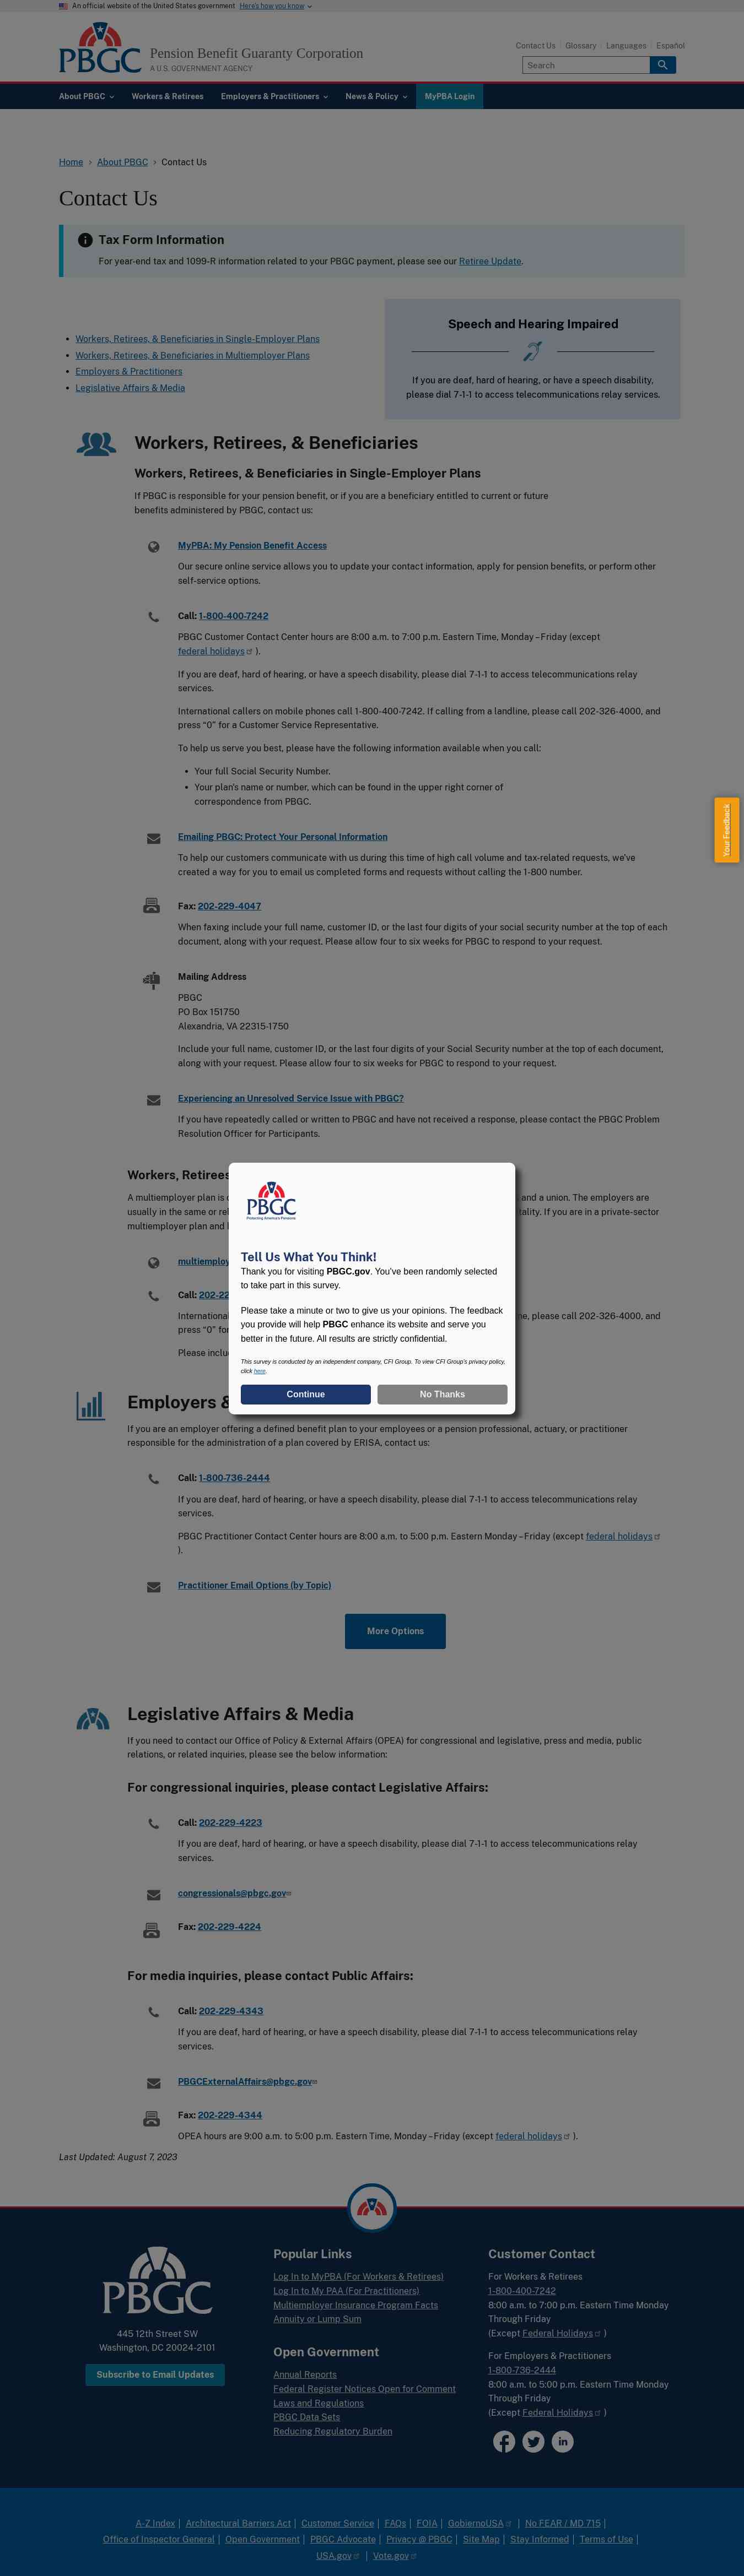 An official website of the United States government Here's how you know
PBGC
Pension Benefit Guaranty Corporation
A U.S. GOVERNMENT AGENCY
Contact Us Glossary Languages Español
Search
About PBGC Workers & Retirees Employers & Practitioners News & Policy MyPBA Login
Home > About PBGC > Contact Us
Contact Us
Tax Form Information
For year-end tax and 1099-R information related to your PBGC payment, please see our Retiree Update.
Workers, Retirees, & Beneficiaries in Single-Employer Plans
Workers, Retirees, & Beneficiaries in Multiemployer Plans
Employers & Practitioners
Legislative Affairs & Media
Speech and Hearing Impaired
If you are deaf, hard of hearing, or have a speech disability,
please dial 7-1-1 to access telecommunications relay services.
Workers, Retirees, & Beneficiaries
Workers, Retirees, & Beneficiaries in Single-Employer Plans
If PBGC is responsible for your pension benefit, or if you are a beneficiary entitled to current or future
benefits administered by PBGC, contact us:
MyPBA: My Pension Benefit Access
Our secure online service allows you to update your contact information, apply for pension benefits, or perform other
self-service options.
Call: 1-800-400-7242
PBGC Customer Contact Center hours are 8:00 a.m. to 7:00 p.m. Eastern Time, Monday – Friday (except
federal holidays ).
If you are deaf, hard of hearing, or have a speech disability, please dial 7-1-1 to access telecommunications relay
services.
International callers on mobile phones call 1-800-400-7242. If calling from a landline, please call 202-326-4000, and
press “0” for a Customer Service Representative.
To help us serve you best, please have the following information available when you call:
Your full Social Security Number.
Your plan's name or number, which can be found in the upper right corner of
correspondence from PBGC.
Your Feedback
Emailing PBGC: Protect Your Personal Information
To help our customers communicate with us during this time of high call volume and tax-related requests, we've
created a way for you to email us completed forms and requests without calling the 1-800 number.
Fax: 202-229-4047
When faxing include your full name, customer ID, or the last four digits of your social security number at the top of each
document, along with your request. Please allow four to six weeks for PBGC to respond to your request.
Mailing Address
PBGC
PO Box 151750
Alexandria, VA 22315-1750
Include your full name, customer ID, or the last four digits of your Social Security number at the top of each document,
along with your request. Please allow four to six weeks for PBGC to respond to your request.
Experiencing an Unresolved Service Issue with PBGC?
If you have repeatedly called or written to PBGC and have not received a response, please contact the PBGC Problem
Resolution Officer for Participants.
Workers, Retirees
A multiemployer plan is and a union. The employers are
usually in the same or tality. If you are in a private-sector
multiemployer plan and
multiemploy
Call: 202-22
International e, please call 202-326-4000, and
press “0” for
Please inclu
PBGC
Protecting America's Pensions
Tell Us What You Think!
Thank you for visiting PBGC.gov. You've been randomly selected
to take part in this survey.
Please take a minute or two to give us your opinions. The feedback
you provide will help PBGC enhance its website and serve you
better in the future. All results are strictly confidential.
This survey is conducted by an independent company, CFI Group. To view CFI Group's privacy policy,
click here.
Continue No Thanks
Employers &
If you are an employer offering a defined benefit plan to your employees or a pension professional, actuary, or practitioner
responsible for the administration of a plan covered by ERISA, contact us:
Call: 1-800-736-2444
If you are deaf, hard of hearing, or have a speech disability, please dial 7-1-1 to access telecommunications relay
services.
PBGC Practitioner Contact Center hours are 8:00 a.m. to 5:00 p.m. Eastern Monday – Friday (except federal holidays
).
Practitioner Email Options (by Topic)
More Options
Legislative Affairs & Media
If you need to contact our Office of Policy & External Affairs (OPEA) for congressional and legislative, press and media, public
relations, or related inquiries, please see the below information:
For congressional inquiries, please contact Legislative Affairs:
Call: 202-229-4223
If you are deaf, hard of hearing, or have a speech disability, please dial 7-1-1 to access telecommunications relay
services.
congressionals@pbgc.gov
Fax: 202-229-4224
For media inquiries, please contact Public Affairs:
Call: 202-229-4343
If you are deaf, hard of hearing, or have a speech disability, please dial 7-1-1 to access telecommunications relay
services.
PBGCExternalAffairs@pbgc.gov
Fax: 202-229-4344
OPEA hours are 9:00 a.m. to 5:00 p.m. Eastern Time, Monday – Friday (except federal holidays ).
Last Updated: August 7, 2023
PBGC
445 12th Street SW
Washington, DC 20024-2101
Subscribe to Email Updates
Popular Links
Log In to MyPBA (For Workers & Retirees)
Log In to My PAA (For Practitioners)
Multiemployer Insurance Program Facts
Annuity or Lump Sum
Open Government
Annual Reports
Federal Register Notices Open for Comment
Laws and Regulations
PBGC Data Sets
Reducing Regulatory Burden
Customer Contact
For Workers & Retirees
1-800-400-7242
8:00 a.m. to 7:00 p.m. Eastern Time Monday
Through Friday
(Except Federal Holidays )
For Employers & Practitioners
1-800-736-2444
8:00 a.m. to 5:00 p.m. Eastern Time Monday
Through Friday
(Except Federal Holidays )
A-Z Index | Architectural Barriers Act | Customer Service | FAQs | FOIA | GobiernoUSA | No FEAR / MD 715 |
Office of Inspector General | Open Government | PBGC Advocate | Privacy @ PBGC | Site Map | Stay Informed | Terms of Use |
USA.gov | Vote.gov